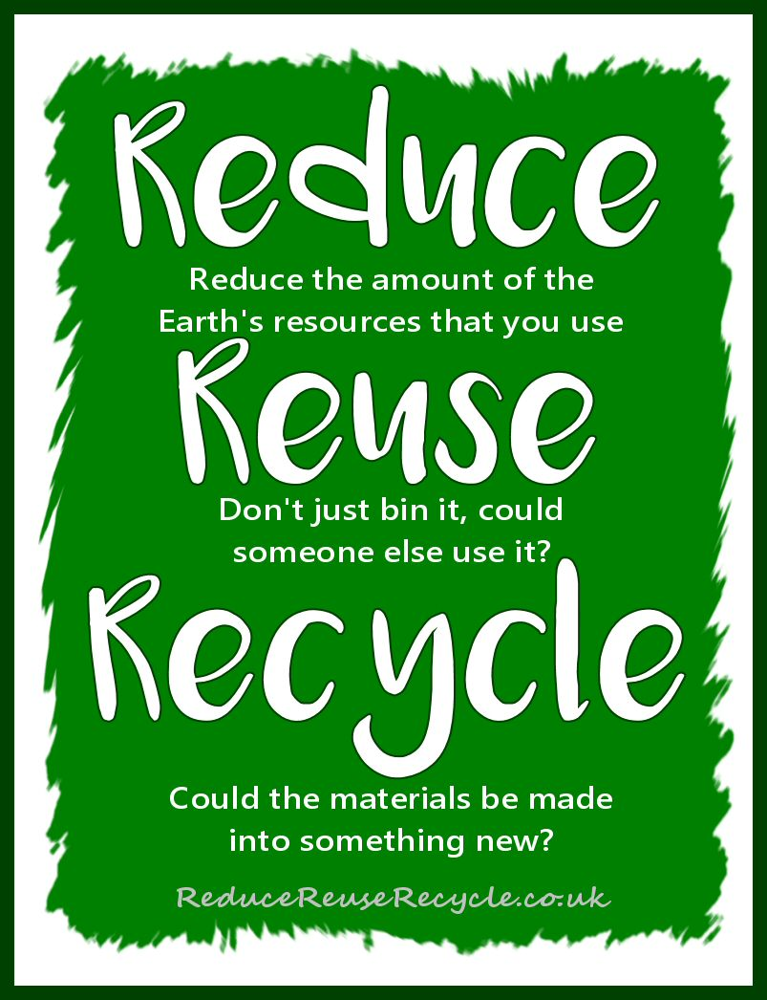 Reduce
Reduce the amount of the
Earth's resources that you use
Reuse
Don't just bin it, could
someone else use it?
Recycle
Could the materials be made
into something new?
ReduceReuseRecycle.co.uk